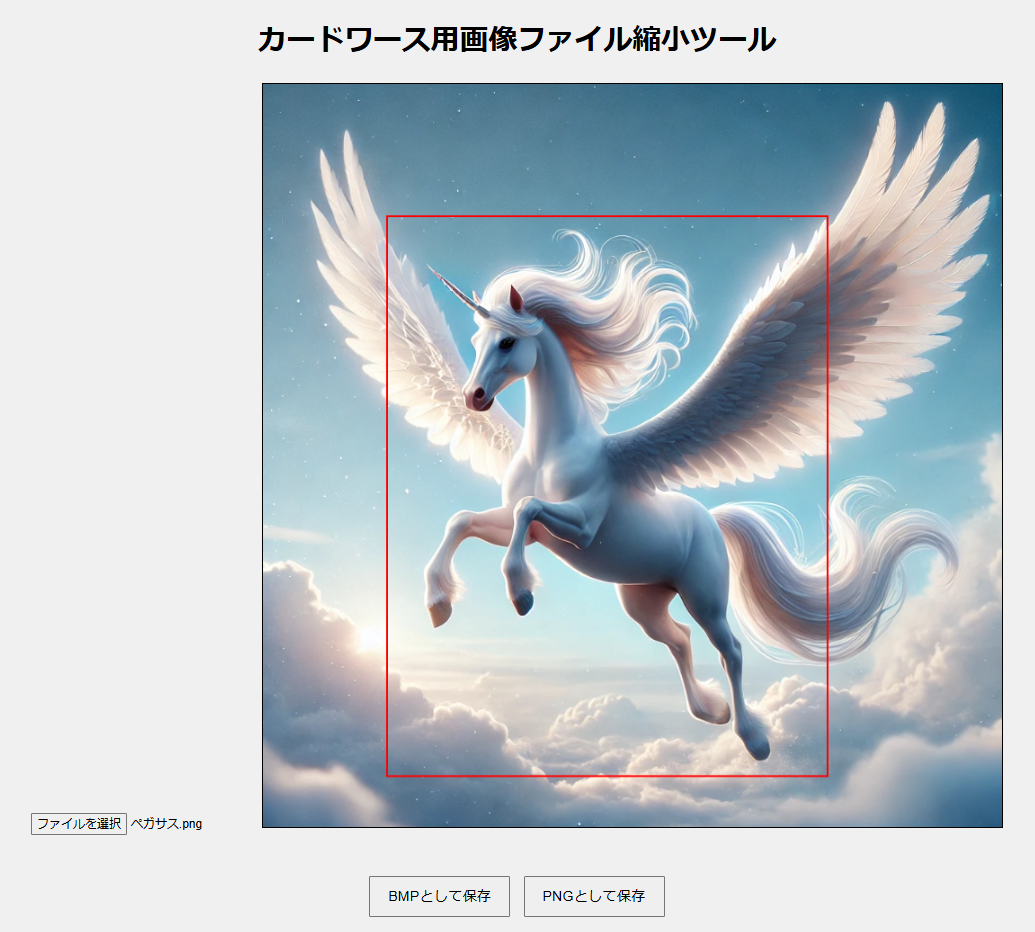 カードワース用画像ファイル縮小ツール
ファイルを選択 ペガサス.png
BMPとして保存 PNGとして保存